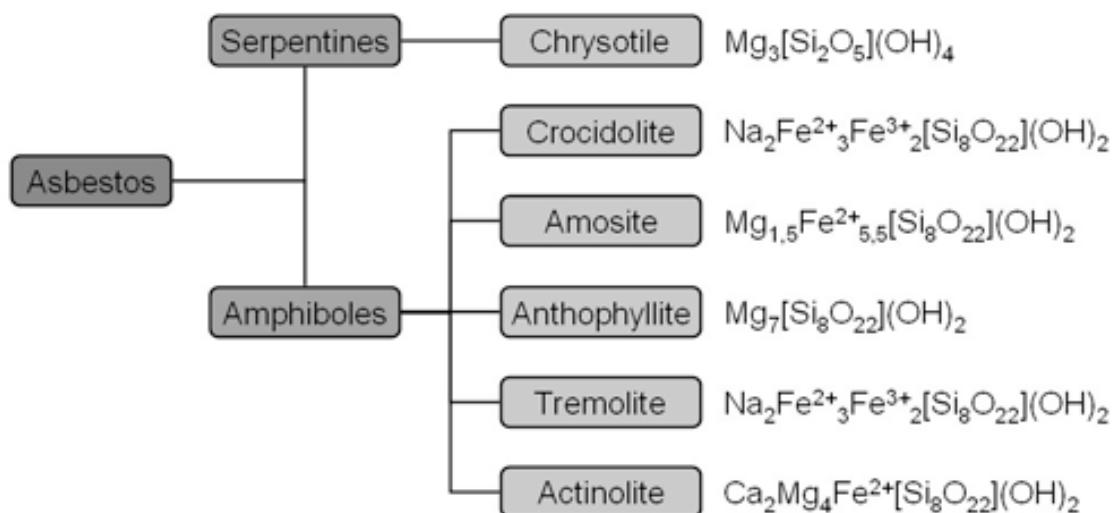 Serpentines
Chrysotile Mg₃[Si₂O₅](OH)₄
Crocidolite Na₂Fe²⁺₃Fe³⁺₂[Si₈O₂₂](OH)₂
Asbestos
Amosite Mg₁,₅Fe²⁺₅,₅[Si₈O₂₂](OH)₂
Amphiboles
Anthophyllite Mg₇[Si₈O₂₂](OH)₂
Tremolite Na₂Fe²⁺₃Fe³⁺₂[Si₈O₂₂](OH)₂
Actinolite Ca₂Mg₄Fe²⁺[Si₈O₂₂](OH)₂